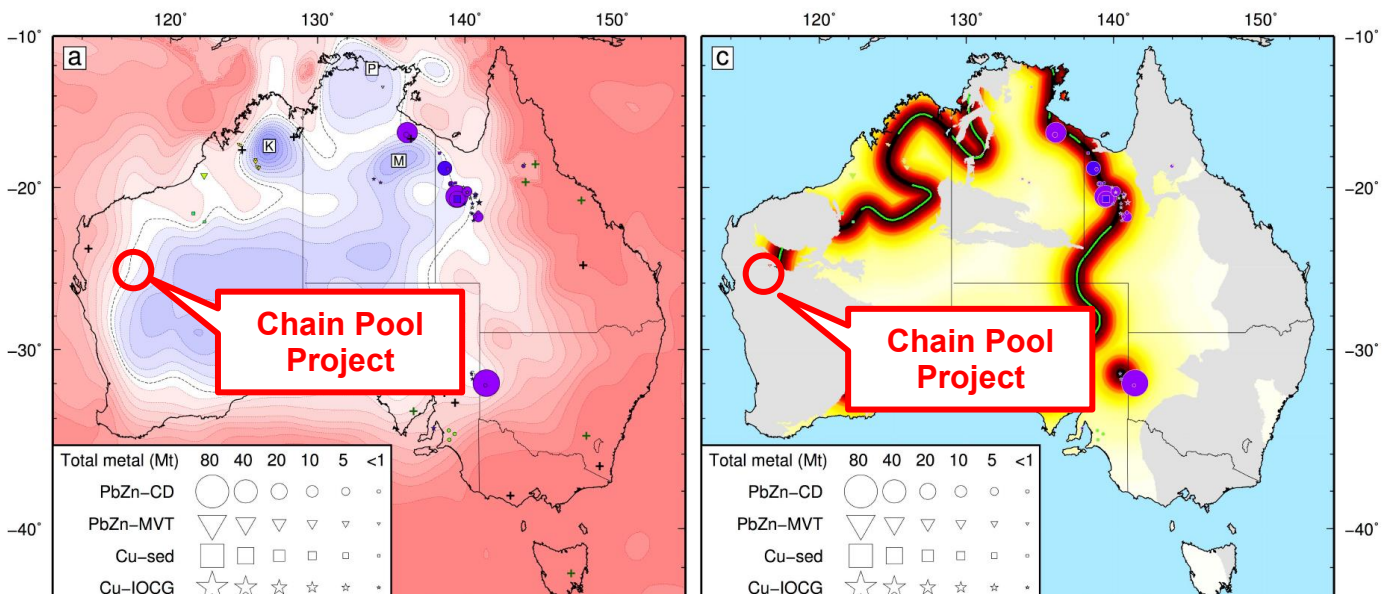 120° 130° 140° 150°
120° 130° 140° 150°
−10°
−20°
−30°
−40°
a
P
K
M
Chain Pool
Project
Total metal (Mt) 80 40 20 10 5 <1
PbZn−CD
PbZn−MVT
Cu−sed
Cu−IOCG
c
−10°
−20°
−30°
−40°
Chain Pool
Project
Total metal (Mt) 80 40 20 10 5 <1
PbZn−CD
PbZn−MVT
Cu−sed
Cu−IOCG